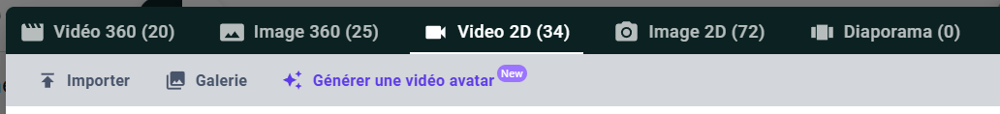 Vidéo 360 (20) Image 360 (25) Video 2D (34) Image 2D (72) Diaporama (0)
Importer Galerie Générer une vidéo avatar New